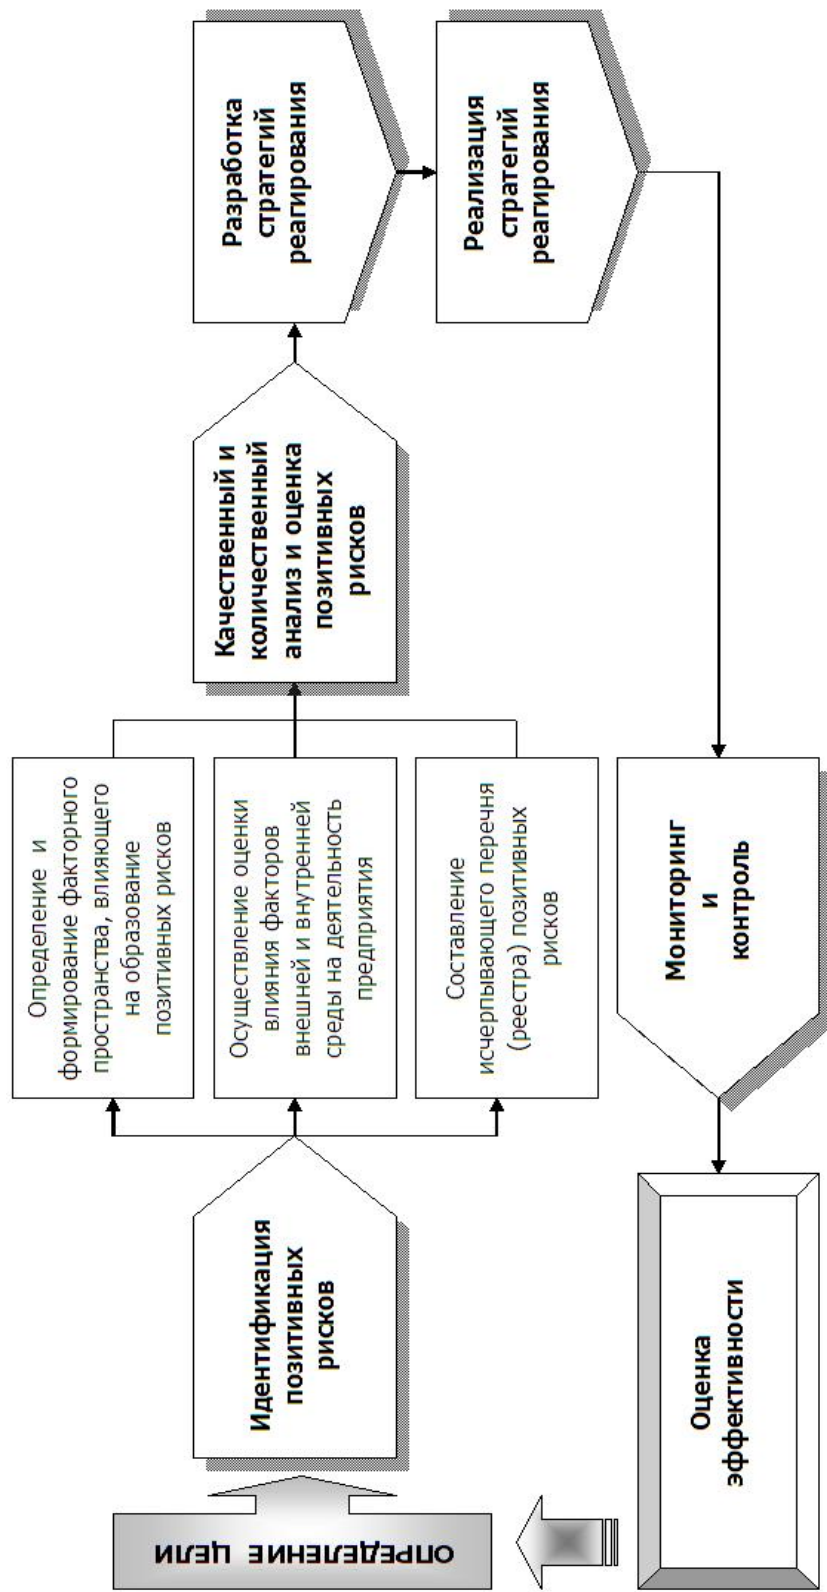 ОПРЕДЕЛЕНИЕ ЦЕЛИ
Идентификация
позитивных
рисков
Определение и
формирование факторного
пространства, влияющего
на образование
позитивных рисков
Осуществление оценки
влияния факторов
внешней и внутренней
среды на деятельность
предприятия
Составление
исчерпывающего перечня
(реестра) позитивных
рисков
Качественный и
количественный
анализ и оценка
позитивных
рисков
Разработка
стратегий
реагирования
Реализация
стратегий
реагирования
Мониторинг
и
контроль
Оценка
эффективности